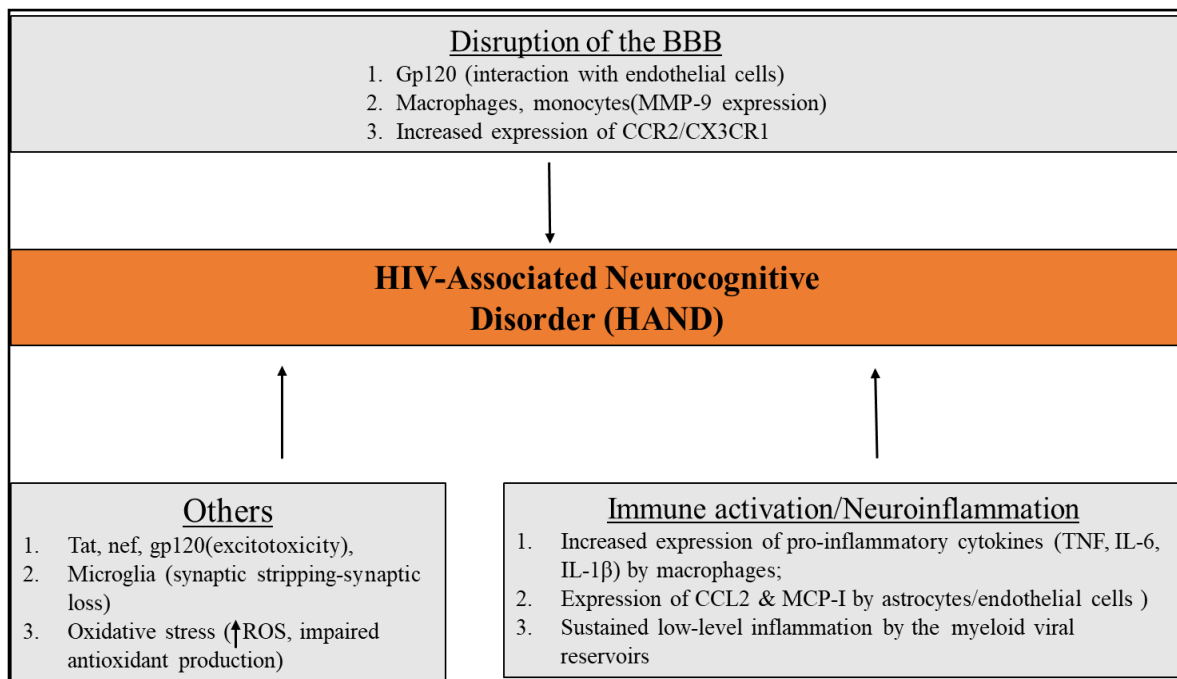 Disruption of the BBB
1. Gp120 (interaction with endothelial cells)
2. Macrophages, monocytes(MMP-9 expression)
3. Increased expression of CCR2/CX3CR1
HIV-Associated Neurocognitive
Disorder (HAND)
Others
1. Tat, nef, gp120(excitotoxicity),
2. Microglia (synaptic stripping-synaptic
loss)
3. Oxidative stress (↑ROS, impaired
antioxidant production)
Immune activation/Neuroinflammation
1. Increased expression of pro-inflammatory cytokines (TNF, IL-6,
IL-1β) by macrophages;
2. Expression of CCL2 & MCP-I by astrocytes/endothelial cells )
3. Sustained low-level inflammation by the myeloid viral
reservoirs